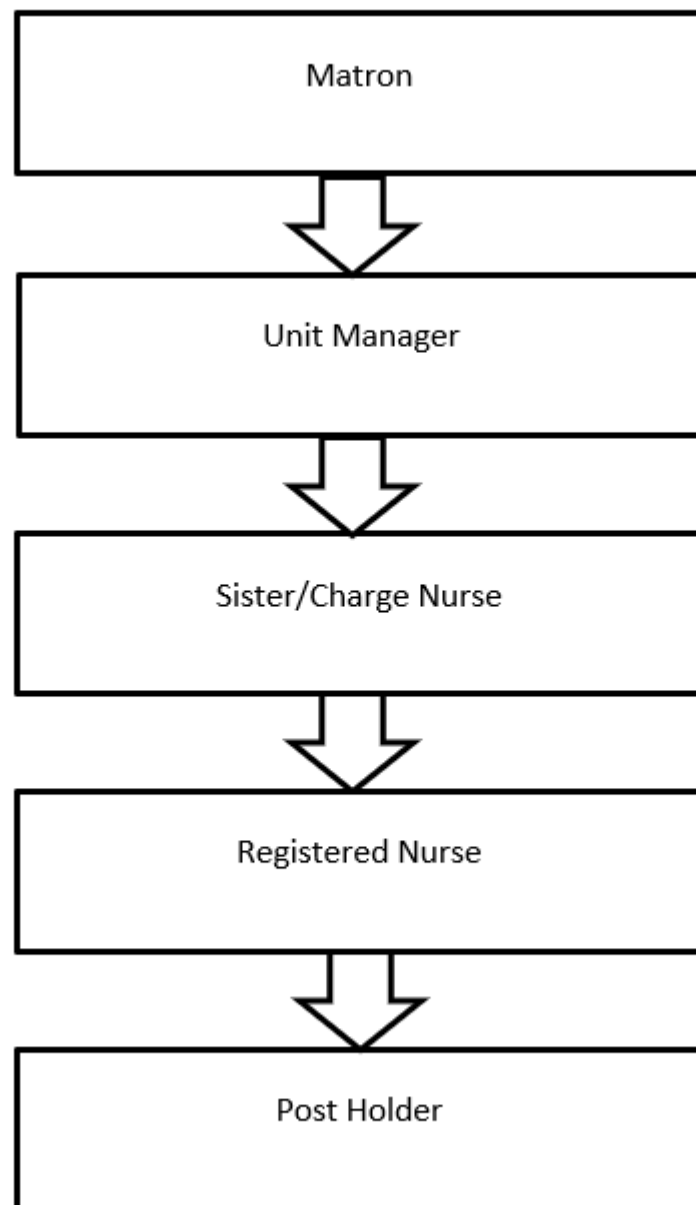 Matron
Unit Manager
Sister/Charge Nurse
Registered Nurse
Post Holder